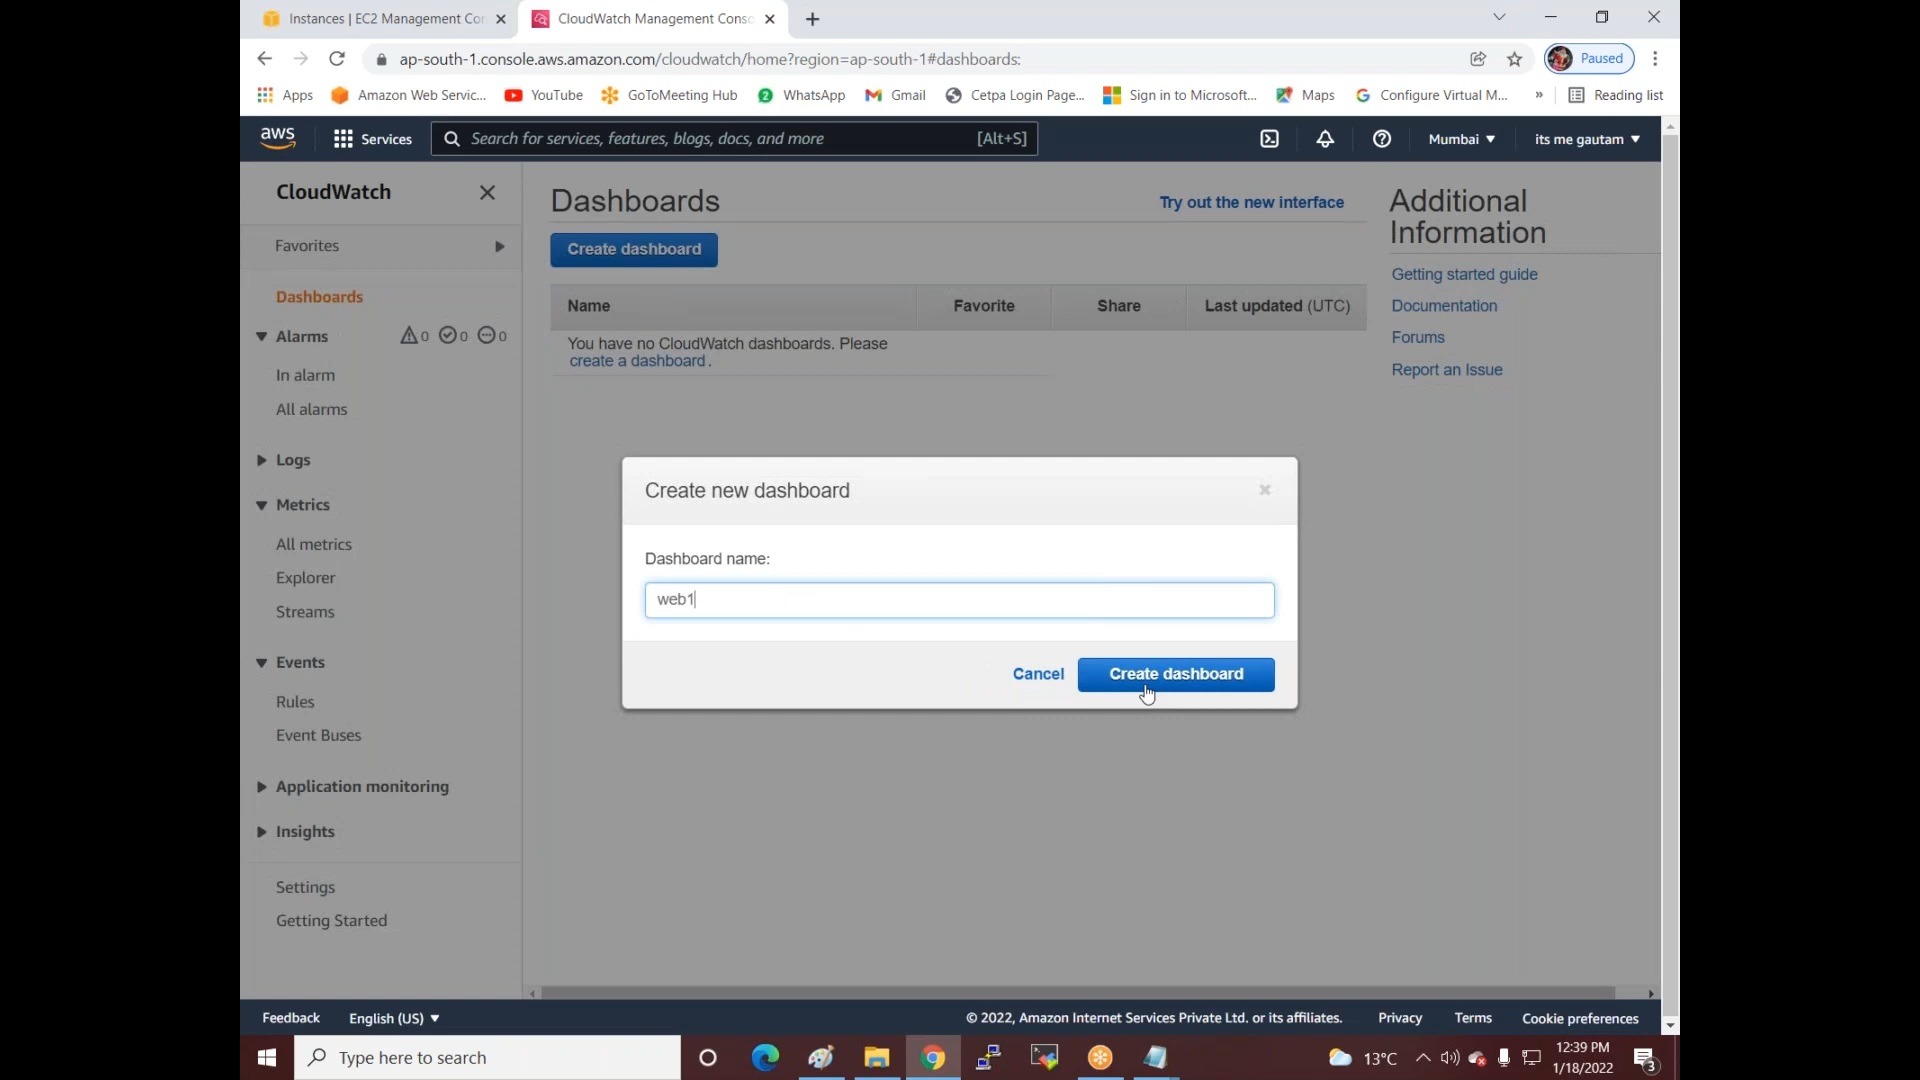 Instances | EC2 Management Con
CloudWatch Management Conso
ap-south-1.console.aws.amazon.com/cloudwatch/home?region=ap-south-1#dashboards:
Paused
Apps
Amazon Web Servic...
YouTube
GoToMeeting Hub
2
WhatsApp
Gmail
Cetpa Login Page...
Sign in to Microsoft...
Maps
Configure Virtual M...
»
Reading list
aws
Services
Search for services, features, blogs, docs, and more
[Alt+S]
Mumbai
its me gautam
CloudWatch
Favorites
Dashboards
Alarms
0
0
0
In alarm
All alarms
Logs
Metrics
All metrics
Explorer
Streams
Events
Rules
Event Buses
Application monitoring
Insights
Settings
Getting Started
Dashboards
Try out the new interface
Create dashboard
Name
Favorite
Share
Last updated (UTC)
You have no CloudWatch dashboards. Please
create a dashboard.
Additional
Information
Getting started guide
Documentation
Forums
Report an Issue
Create new dashboard
Dashboard name:
web1
Cancel
Create dashboard
Feedback
English (US)
© 2022, Amazon Internet Services Private Ltd. or its affiliates.
Privacy
Terms
Cookie preferences
Type here to search
13°C
12:39 PM
1/18/2022
3